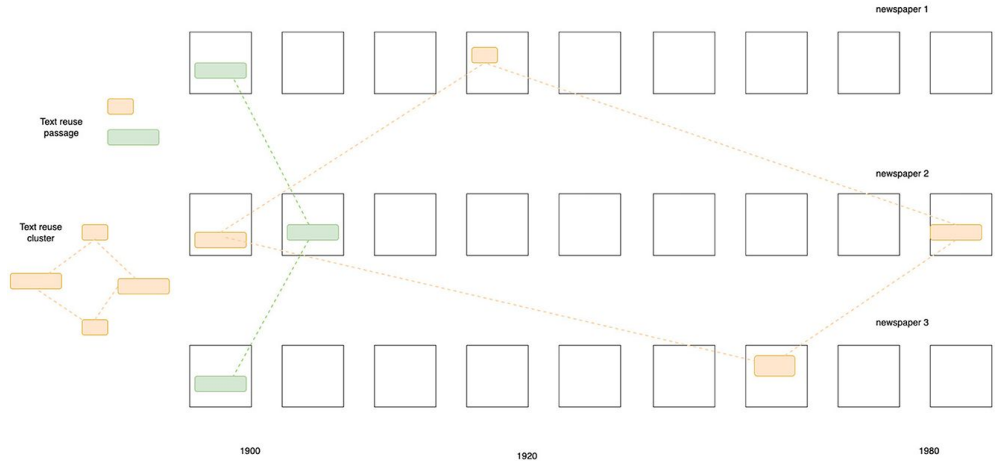 newspaper 1
Text reuse
passage
newspaper 2
Text reuse
cluster
newspaper 3
1900
1920
1980